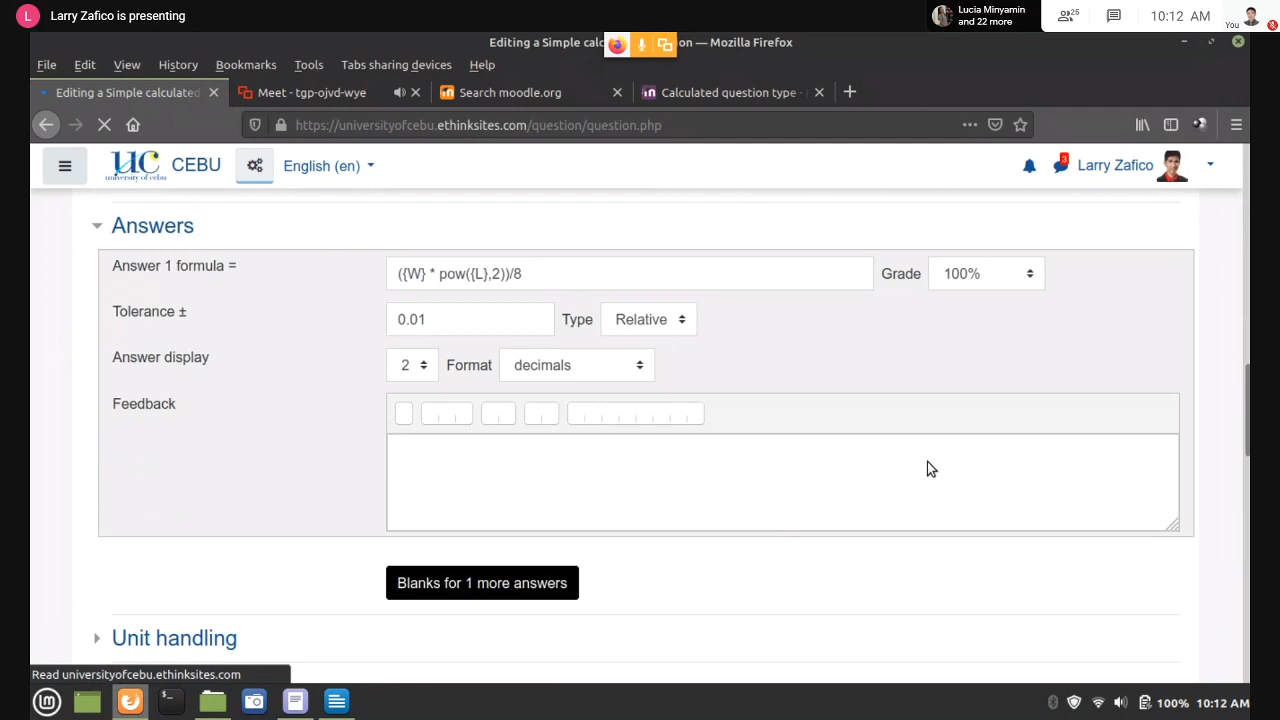 L Larry Zafico is presenting
Lucia Minyamin
and 22 more
25
10:12 AM
You
Editing a Simple calc on — Mozilla Firefox
File Edit View History Bookmarks Tools Tabs sharing devices Help
Editing a Simple calculated
Meet - tgp-ojvd-wye
Search moodle.org
Calculated question type -
https://universityofcebu.ethinksites.com/question/question.php
UC university of cebu CEBU English (en) 3 Larry Zafico
Answers
Answer 1 formula = ({W} * pow({L},2))/8 Grade 100%
Tolerance ± 0.01 Type Relative
Answer display 2 Format decimals
Feedback
Blanks for 1 more answers
Unit handling
Read universityofcebu.ethinksites.com
100% 10:12 AM